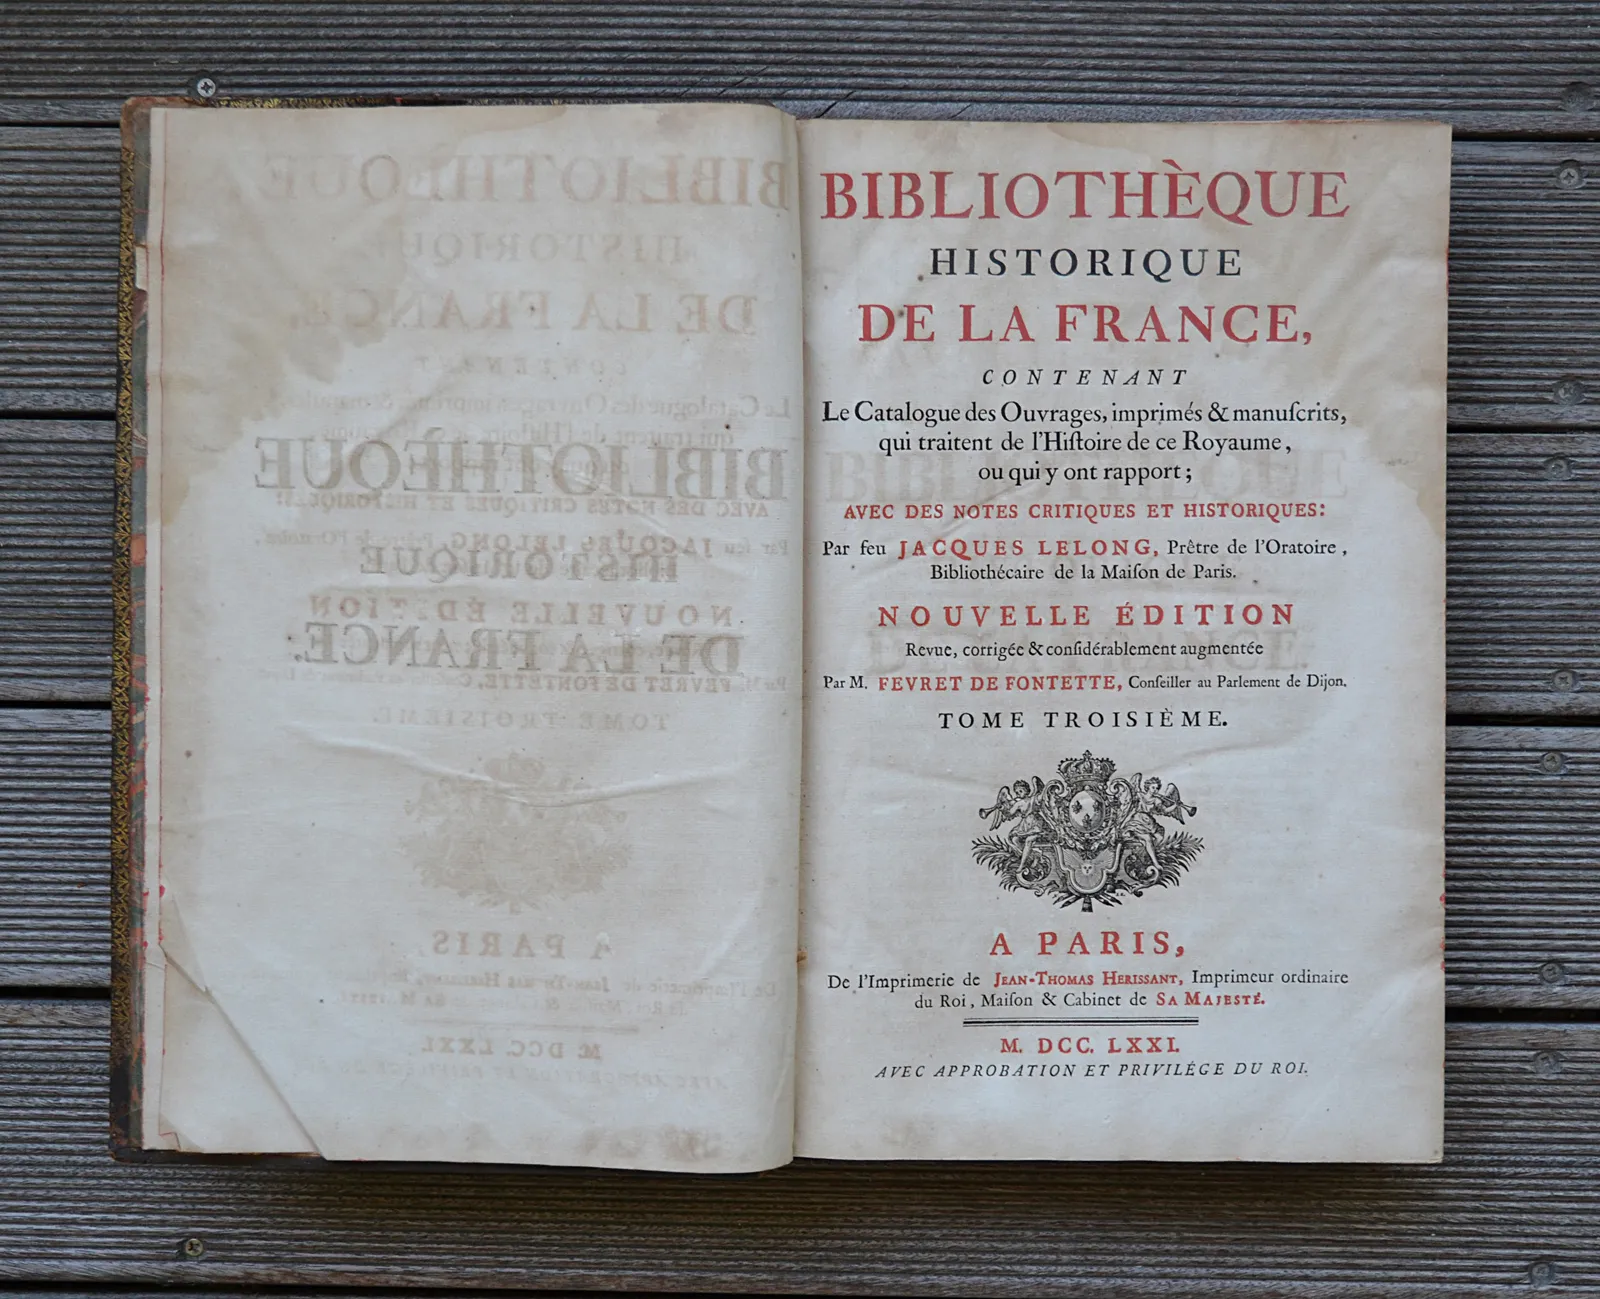 BIBLIOTHÈQUE
HISTORIQUE
DE LA FRANCE,
CONTENANT
Le Catalogue des Ouvrages, imprimés & manuſcrits,
qui traitent de l'Hiſtoire de ce Royaume,
ou qui y ont rapport;
AVEC DES NOTES CRITIQUES ET HISTORIQUES:
Par feu JACQUES LELONG, Prêtre de l'Oratoire,
Bibliothécaire de la Maiſon de Paris.
NOUVELLE ÉDITION
Revue, corrigée & conſidérablement augmentée
Par M. FEVRET DE FONTETTE, Conſeiller au Parlement de Dijon.
TOME TROISIÈME.
A PARIS,
De l'Imprimerie de JEAN-THOMAS HERISSANT, Imprimeur ordinaire
du Roi, Maiſon & Cabinet de SA MAJESTÉ.
M. DCC. LXXI.
AVEC APPROBATION ET PRIVILÉGE DU ROI.